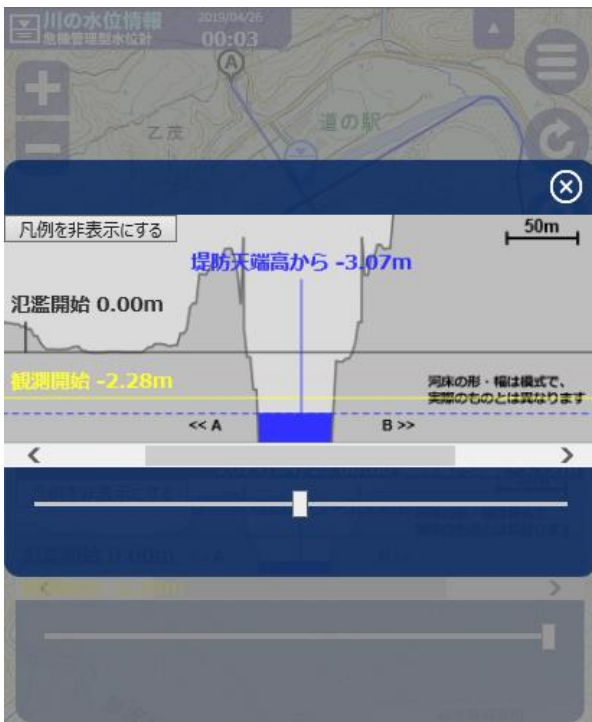 川の水位情報
危機管理型水位計
2019/04/26
00:03
A
乙茂
道の駅
凡例を非表示にする
50m
堤防天端高から -3.07m
氾濫開始 0.00m
観測開始 -2.28m
河床の形・幅は模式で、
実際のものとは異なります
<< A
B >>